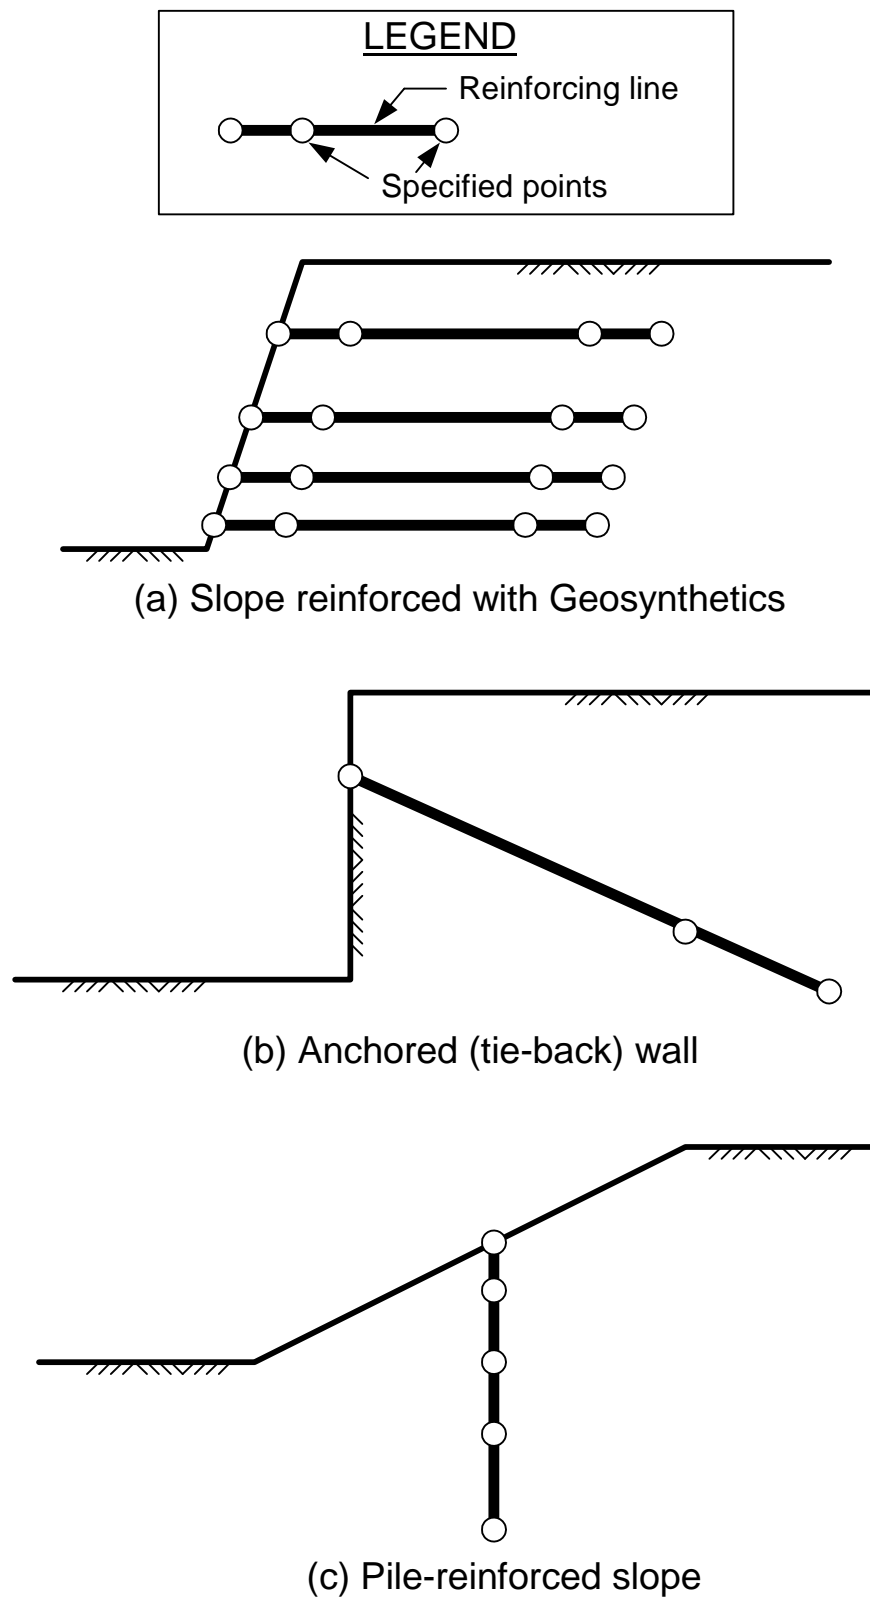 LEGEND
Reinforcing line
Specified points
(a) Slope reinforced with Geosynthetics
(b) Anchored (tie-back) wall
(c) Pile-reinforced slope